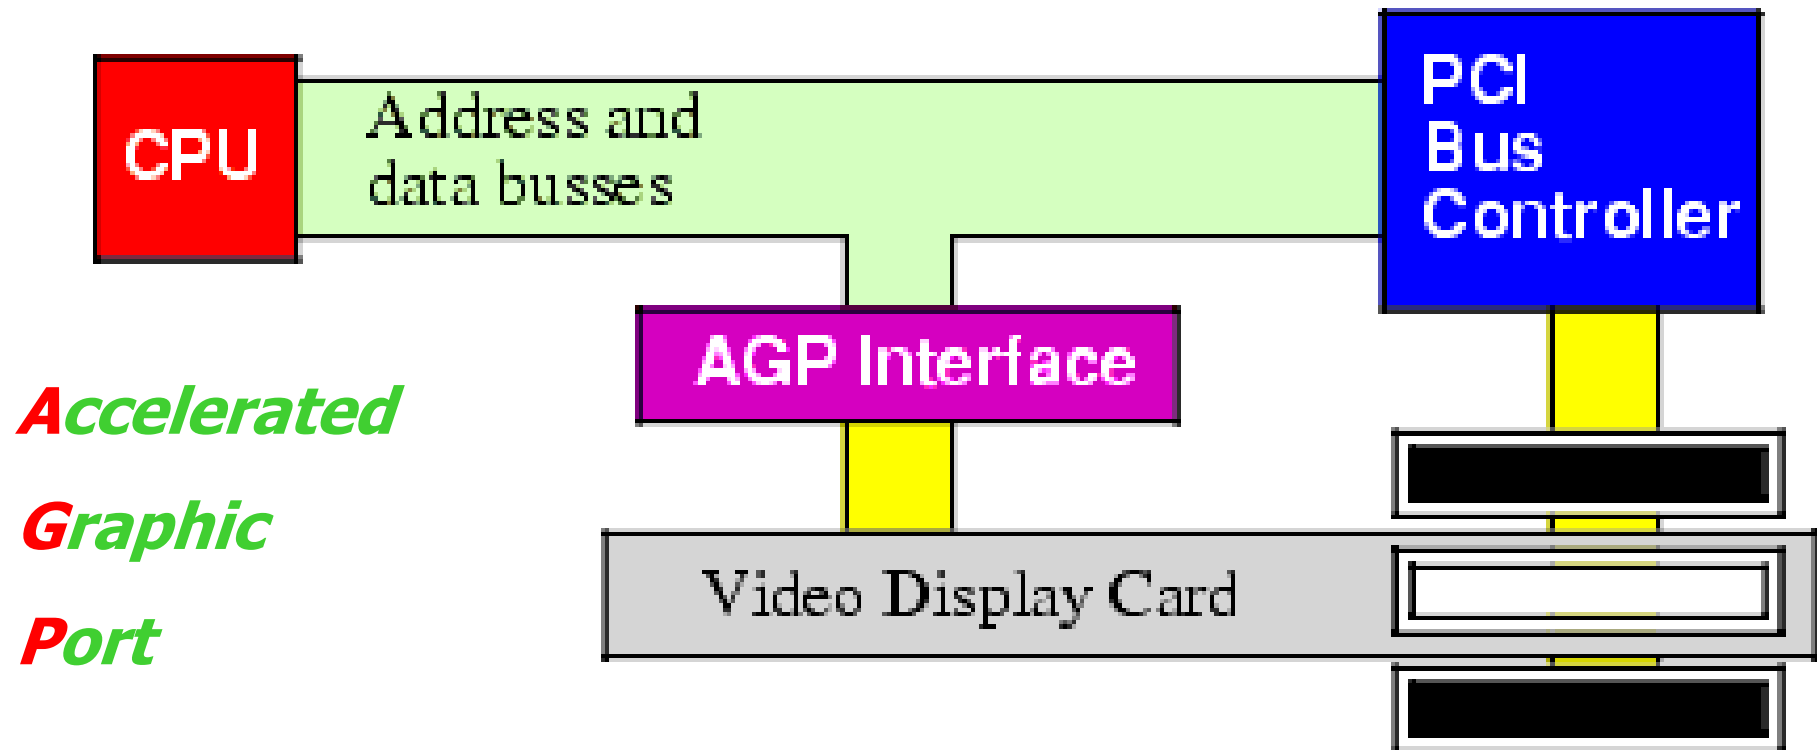 CPU
Address and
data busses
PCI
Bus
Controller
AGP Interface
Accelerated
Graphic
Port
Video Display Card